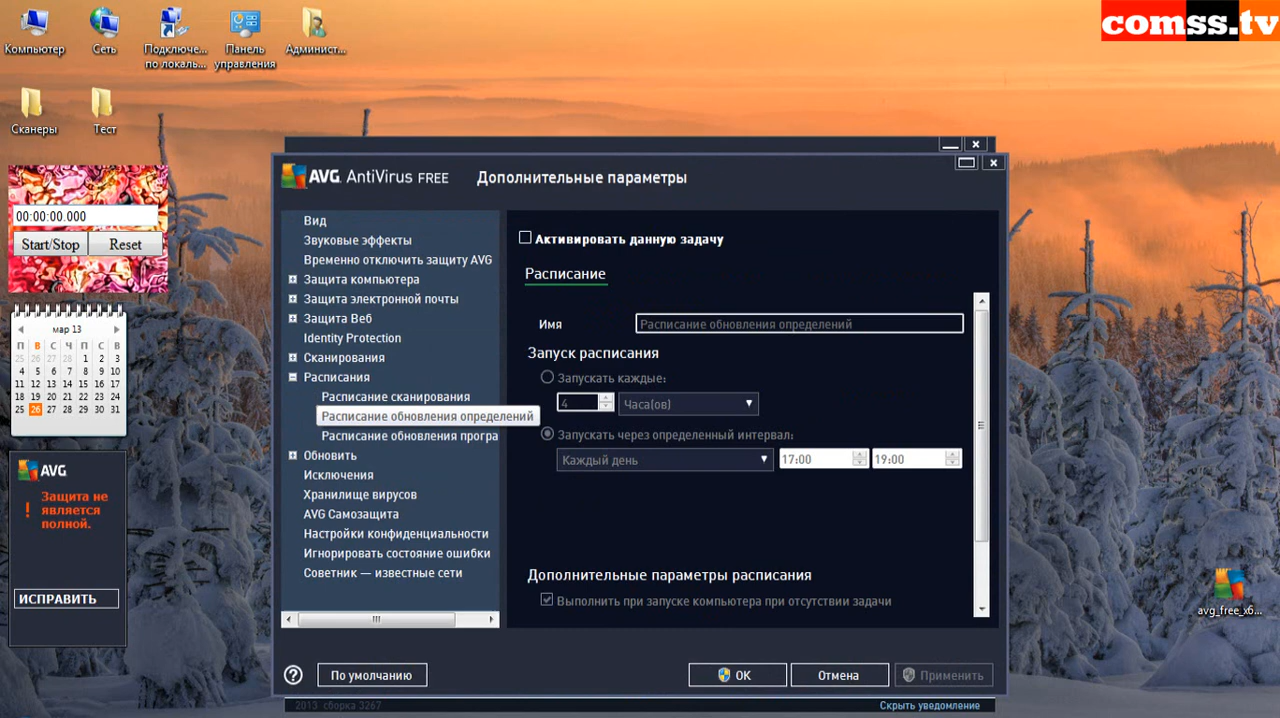 comss.tv
Компьютер
Сеть
Подключе...
по локаль...
Панель
управления
Админист...
Сканеры
Тест
00:00:00.000
Start/Stop
Reset
мар 13
П В С Ч П С В
25 26 27 28 1 2 3
4 5 6 7 8 9 10
11 12 13 14 15 16 17
18 19 20 21 22 23 24
25 26 27 28 29 30 31
AVG
! Защита не
является
полной.
ИСПРАВИТЬ
AVG AntiVirus FREE
Дополнительные параметры
Вид
Звуковые эффекты
Временно отключить защиту AVG
Защита компьютера
Защита электронной почты
Защита Веб
Identity Protection
Сканирования
Расписания
Расписание сканирования
Расписание обновления определений
Расписание обновления програ
Обновить
Исключения
Хранилище вирусов
AVG Самозащита
Настройки конфиденциальности
Игнорировать состояние ошибки
Советник — известные сети
Активировать данную задачу
Расписание
Имя
Расписание обновления определений
Запуск расписания
Запускать каждые:
4
Часа(ов)
Запускать через определенный интервал:
Каждый день
17:00
19:00
Дополнительные параметры расписания
Выполнить при запуске компьютера при отсутствии задачи
?
По умолчанию
ОК
Отмена
Применить
2013 сборка 3267
Скрыть уведомление
avg_free_x6...